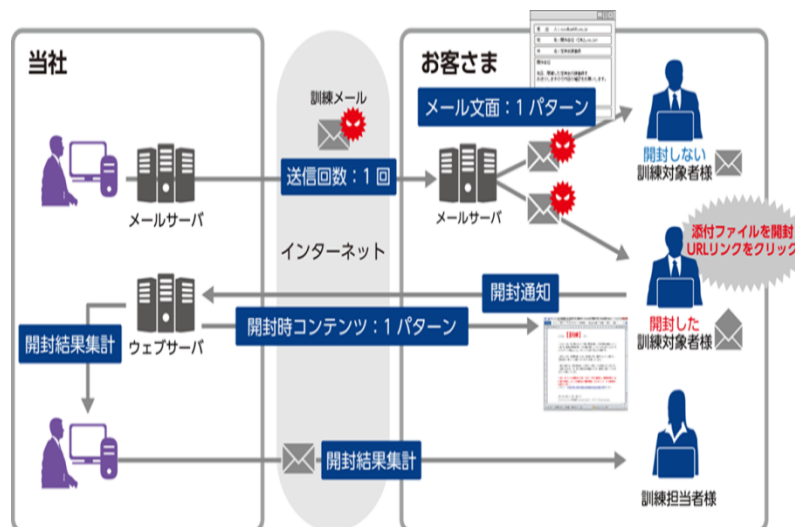 当社
お客さま
訓練メール
メール文面：1パターン
送信回数：1回
メールサーバ
メールサーバ
開封しない
訓練対象者様
インターネット
添付ファイルを開封
URLリンクをクリック
開封通知
開封時コンテンツ：1パターン
ウェブサーバ
開封した
訓練対象者様
【訓練】
開封結果集計
開封結果集計
訓練担当者様